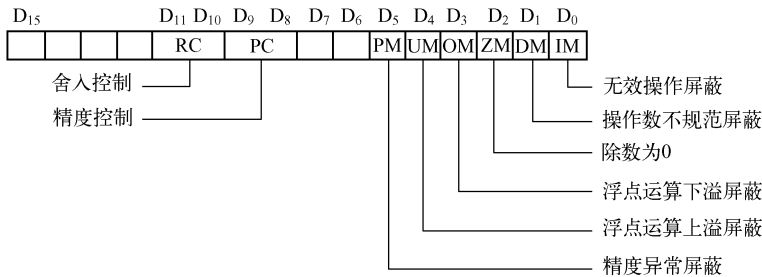 D15 D11 D10 D9 D8 D7 D6 D5 D4 D3 D2 D1 D0
RC PC PM UM OM ZM DM IM
舍入控制
精度控制
无效操作屏蔽
操作数不规范屏蔽
除数为0
浮点运算下溢屏蔽
浮点运算上溢屏蔽
精度异常屏蔽